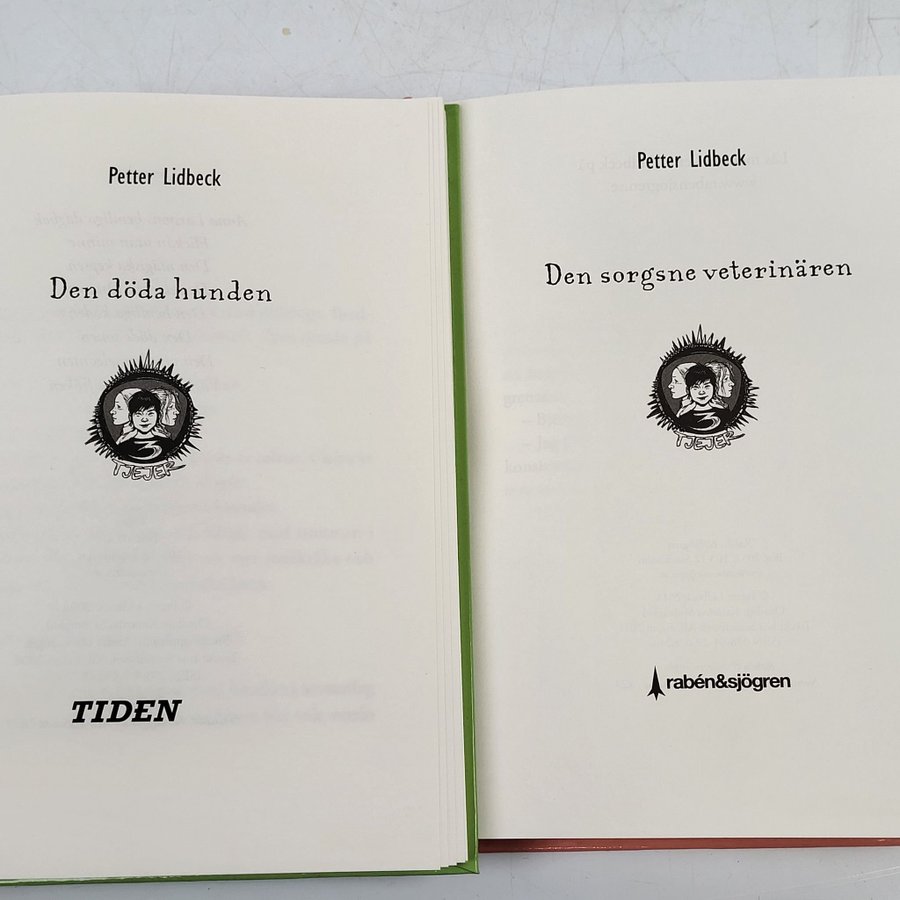 Petter Lidbeck
Den döda hunden
3
TJEJER
TIDEN
Petter Lidbeck
Den sorgsne veterinären
3
TJEJER
rabén&sjögren